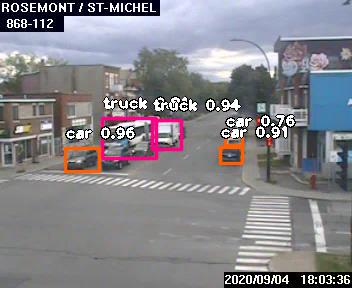 ROSEMONT / ST-MICHEL
868-112
truck
truck 0.94
car 0.96
car 0.76
car 0.91
2020/09/04 18:03:36